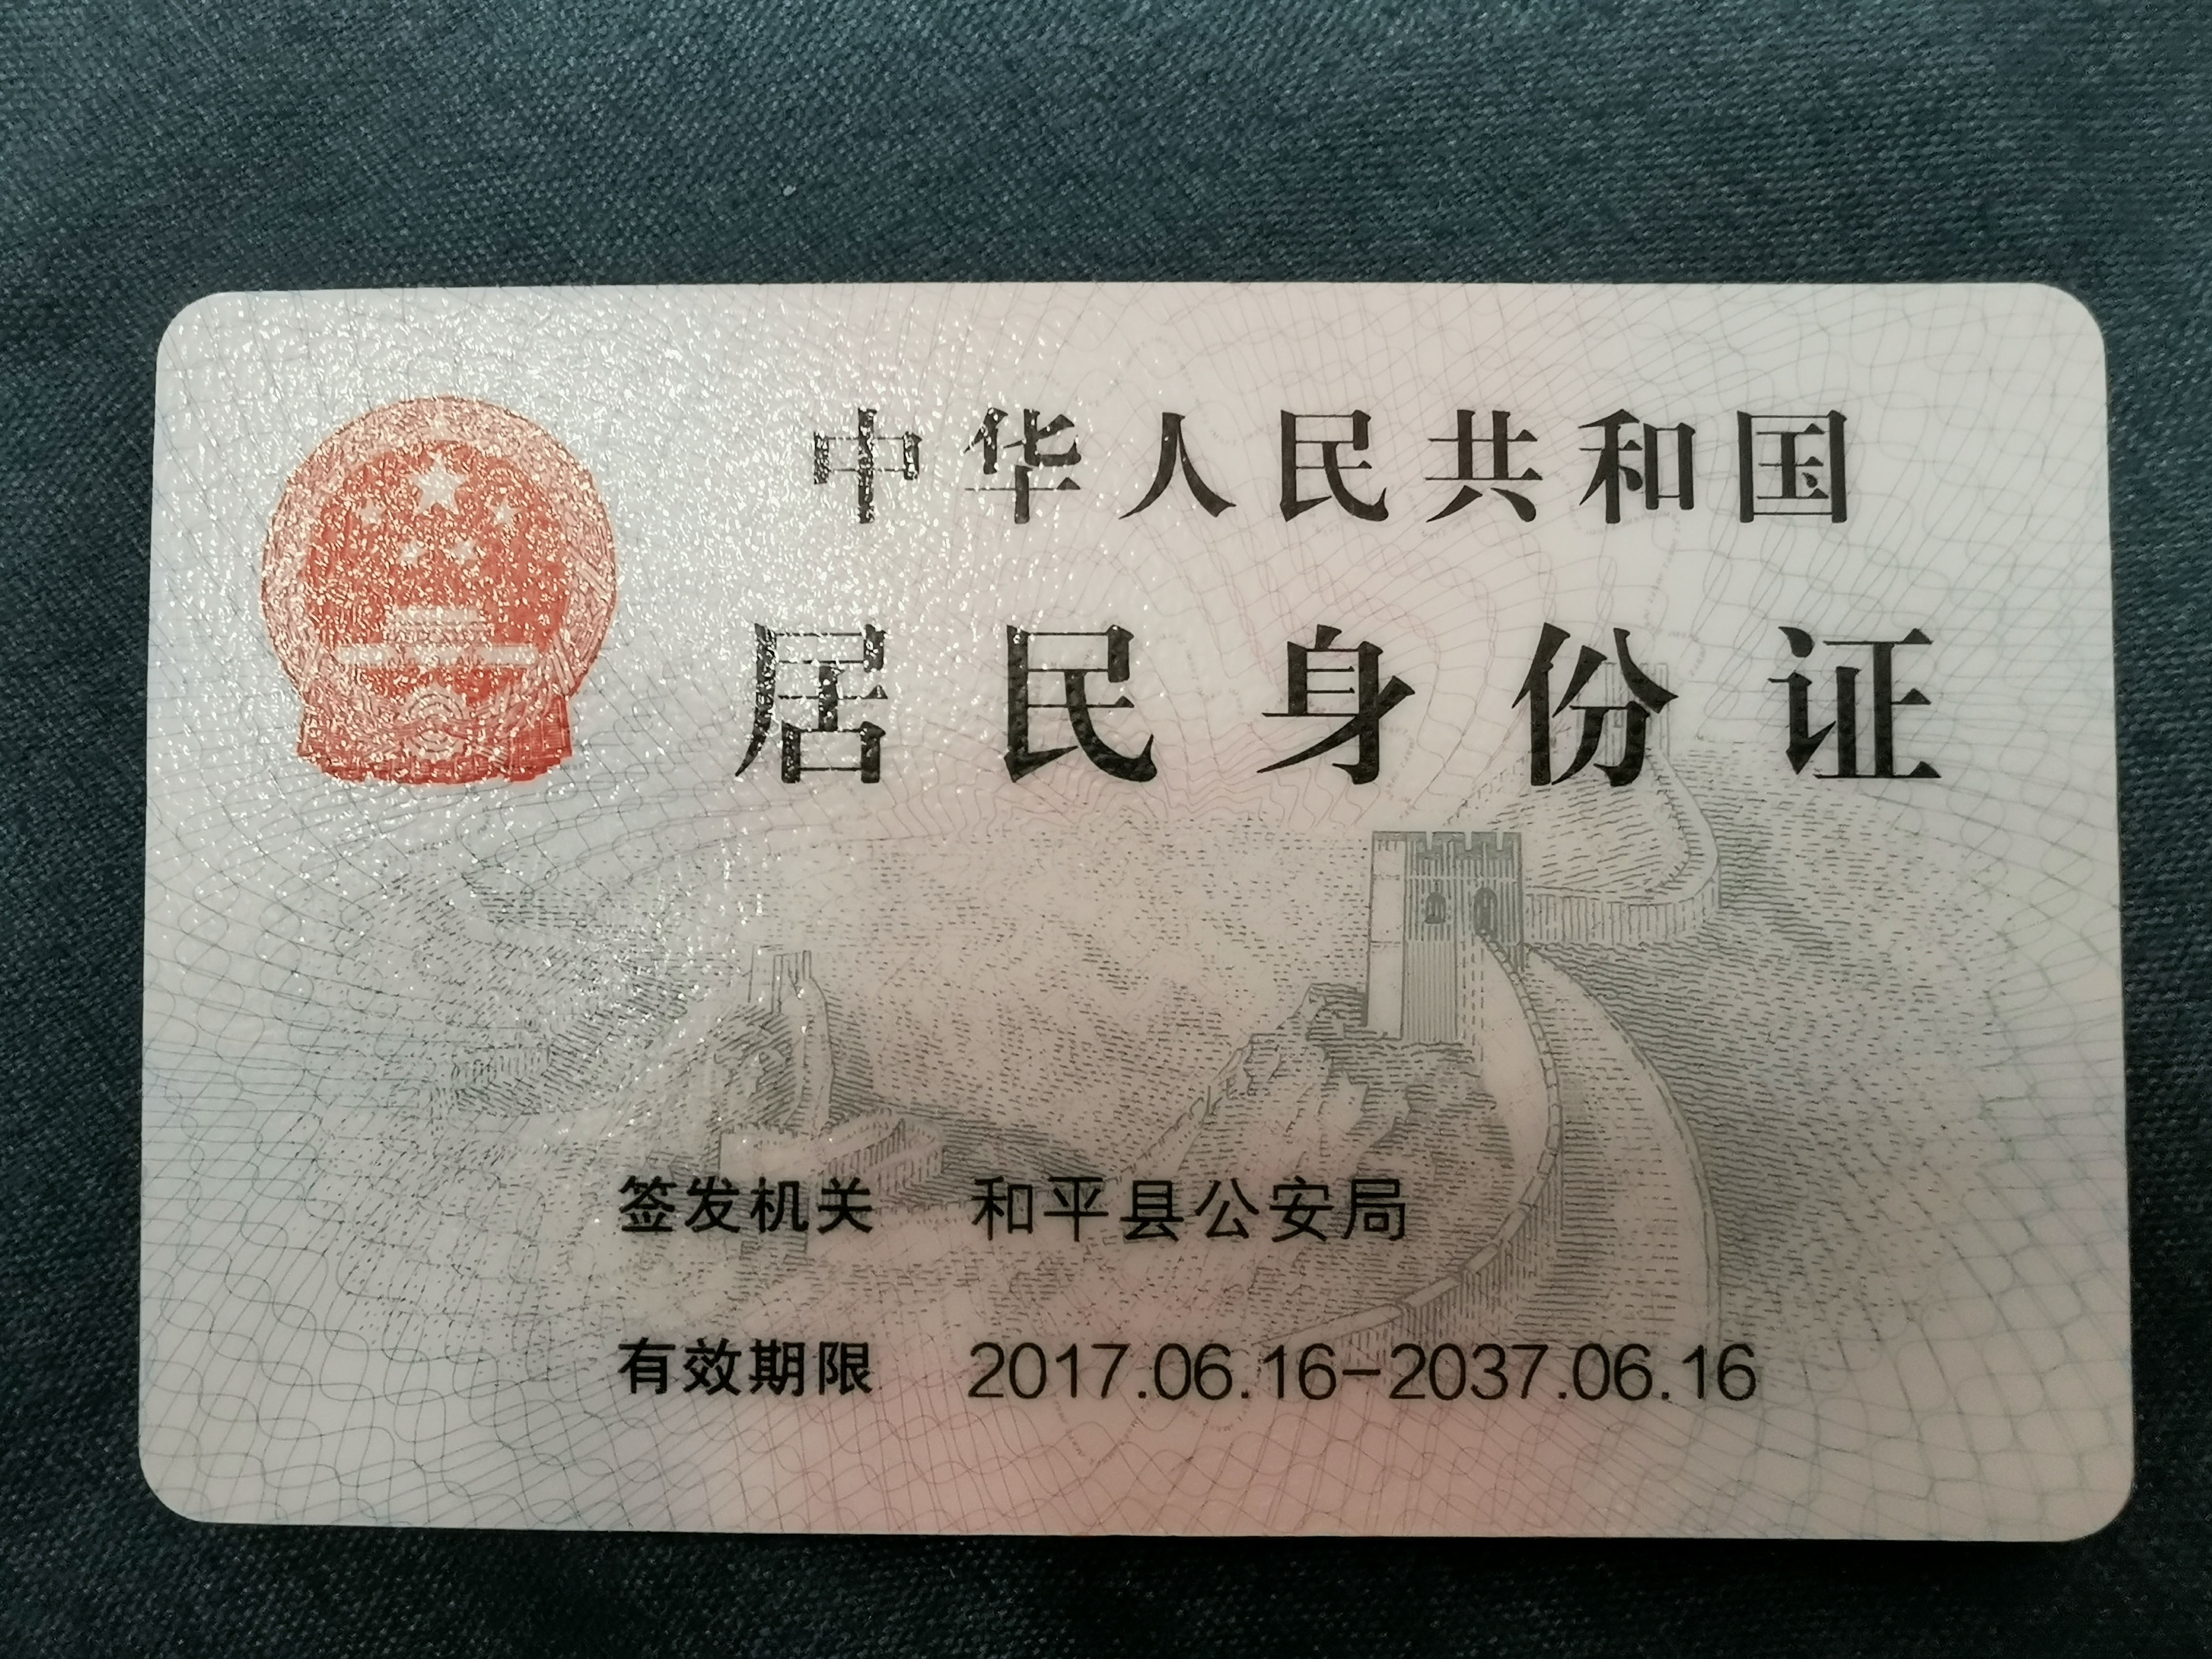 中华人民共和国
居民身份证
签发机关 和平县公安局
有效期限 2017.06.16-2037.06.16